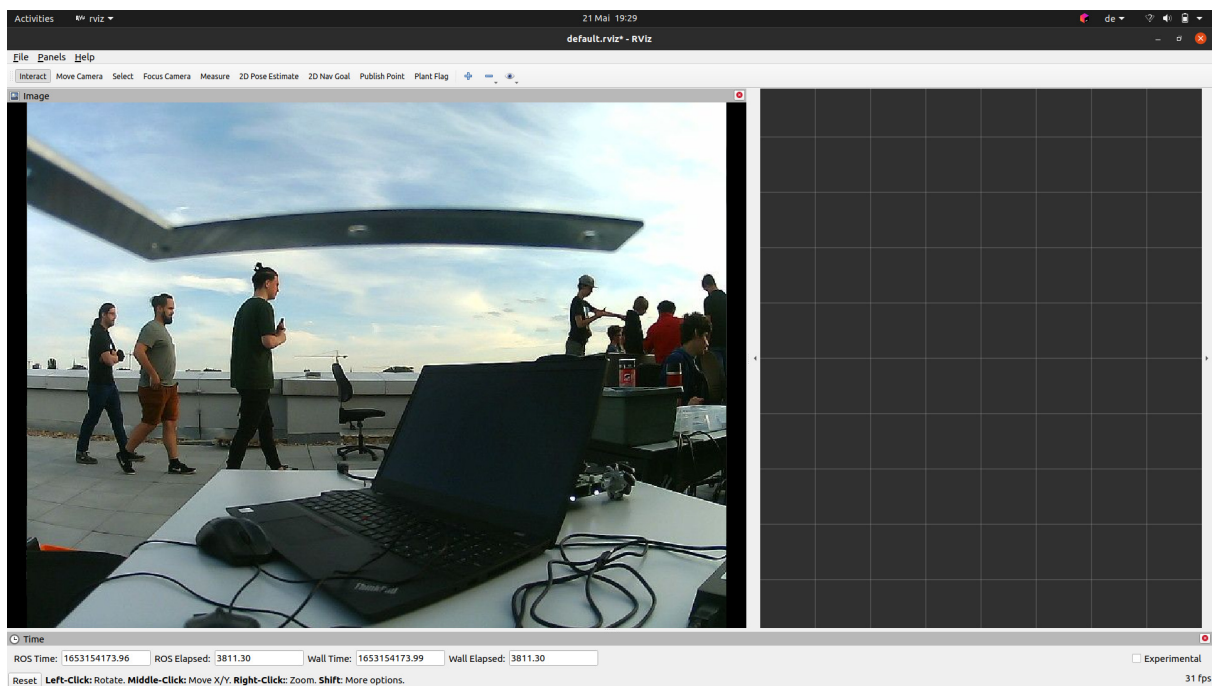 Activities RViz rviz 21 Mai 19:29 de
default.rviz* - RViz
File Panels Help
Interact Move Camera Select Focus Camera Measure 2D Pose Estimate 2D Nav Goal Publish Point Plant Flag
Image
ThinkPad
Time
ROS Time: 1653154173.96 ROS Elapsed: 3811.30 Wall Time: 1653154173.99 Wall Elapsed: 3811.30 Experimental
Reset Left-Click: Rotate. Middle-Click: Move X/Y. Right-Click:: Zoom. Shift: More options. 31 fps